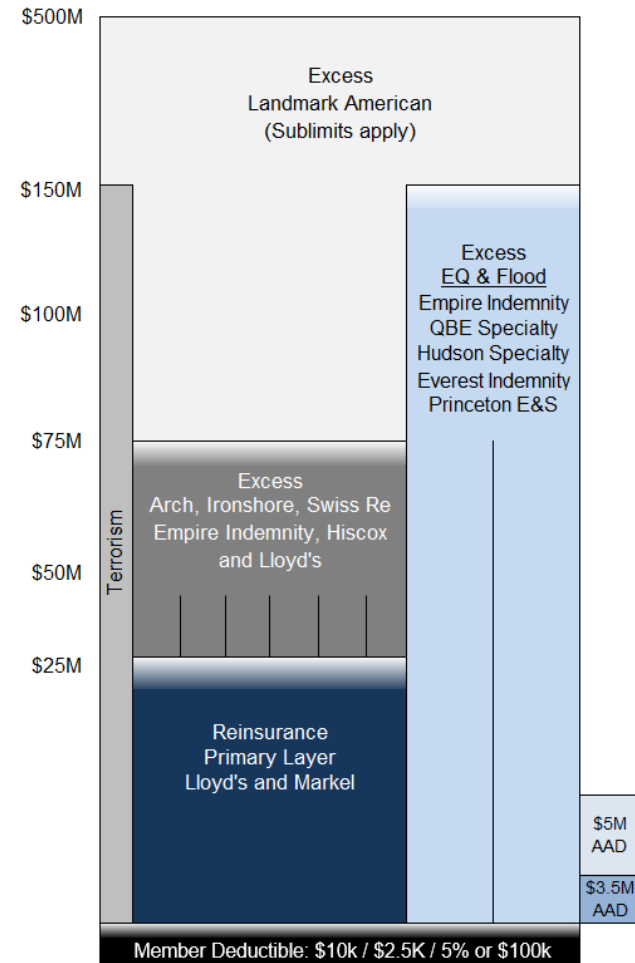 $500M
Excess
Landmark American
(Sublimits apply)
$150M
Excess
EQ & Flood
Empire Indemnity
QBE Specialty
Hudson Specialty
Everest Indemnity
Princeton E&S
$100M
$75M
Excess
Arch, Ironshore, Swiss Re
Empire Indemnity, Hiscox
and Lloyd's
Terrorism
$50M
$25M
Reinsurance
Primary Layer
Lloyd's and Markel
$5M
AAD
$3.5M
AAD
Member Deductible: $10k / $2.5K / 5% or $100k